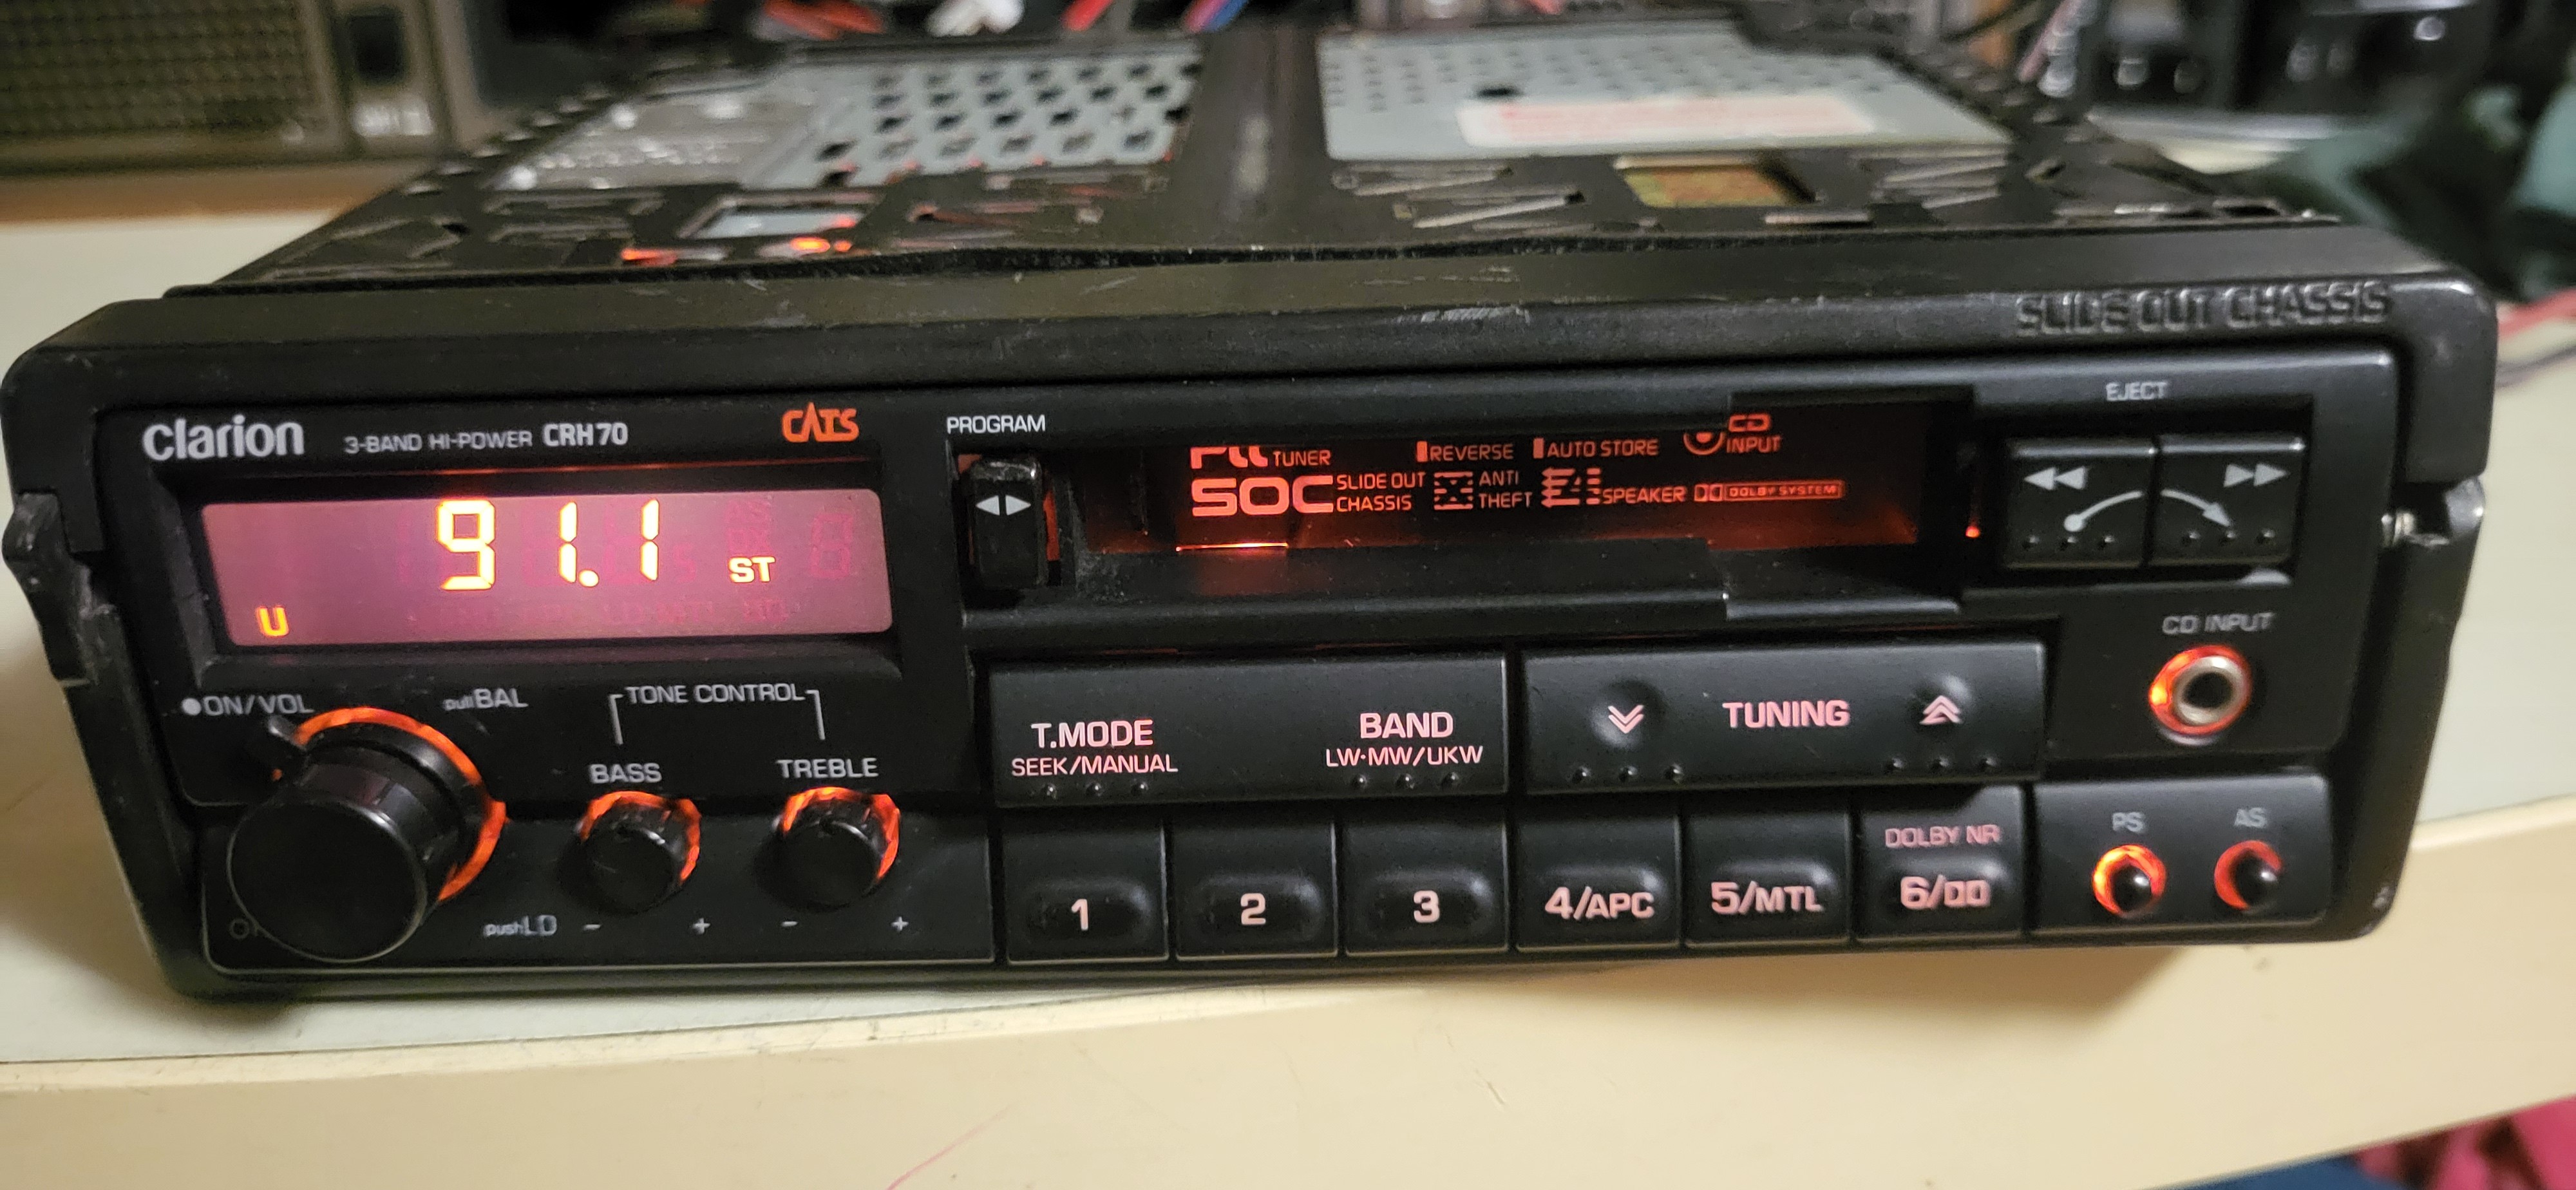 SLIDE OUT CHASSIS
clarion 3-BAND HI-POWER CRH70 CATS
PROGRAM
TUNER REVERSE AUTO STORE CD INPUT
SOC SLIDE OUT CHASSIS ANTI THEFT 4 SPEAKER DOLBY SYSTEM
EJECT
91.1 ST
U
CD INPUT
ON/VOL pull BAL TONE CONTROL
BASS TREBLE
T.MODE
SEEK/MANUAL
BAND
LW·MW/UKW
TUNING
push LD - + - +
1 2 3 4/APC 5/MTL
DOLBY NR
6/DD
PS AS